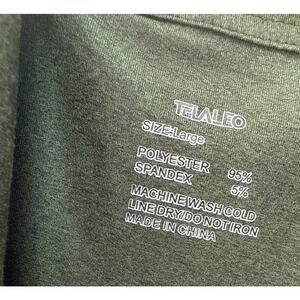 TELALEO
SIZE:Large
POLYESTER 95%
SPANDEX 5%
MACHINE WASH COLD
LINE DRY/DO NOT IRON
MADE IN CHINA